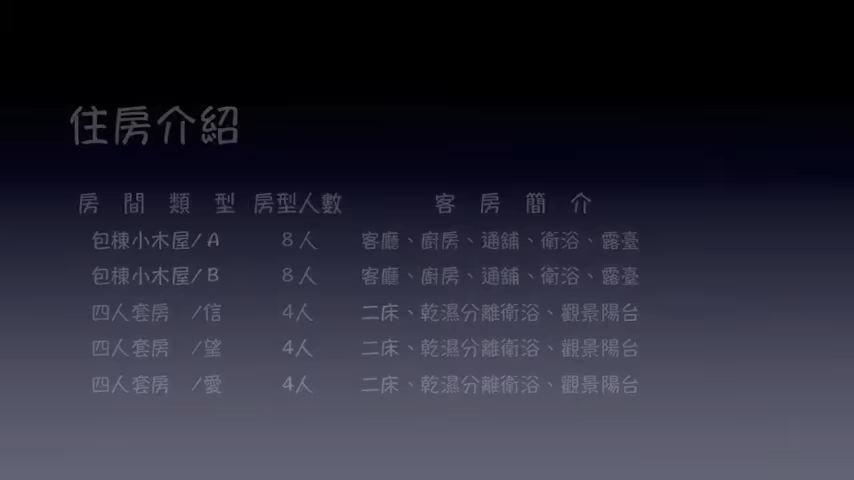 住房介紹
房間類型 房型人數 客房簡介
包棟小木屋/A 8人 客廳、廚房、通舖、衛浴、露臺
包棟小木屋/B 8人 客廳、廚房、通舖、衛浴、露臺
四人套房 /信 4人 二床、乾濕分離衛浴、觀景陽台
四人套房 /望 4人 二床、乾濕分離衛浴、觀景陽台
四人套房 /愛 4人 二床、乾濕分離衛浴、觀景陽台